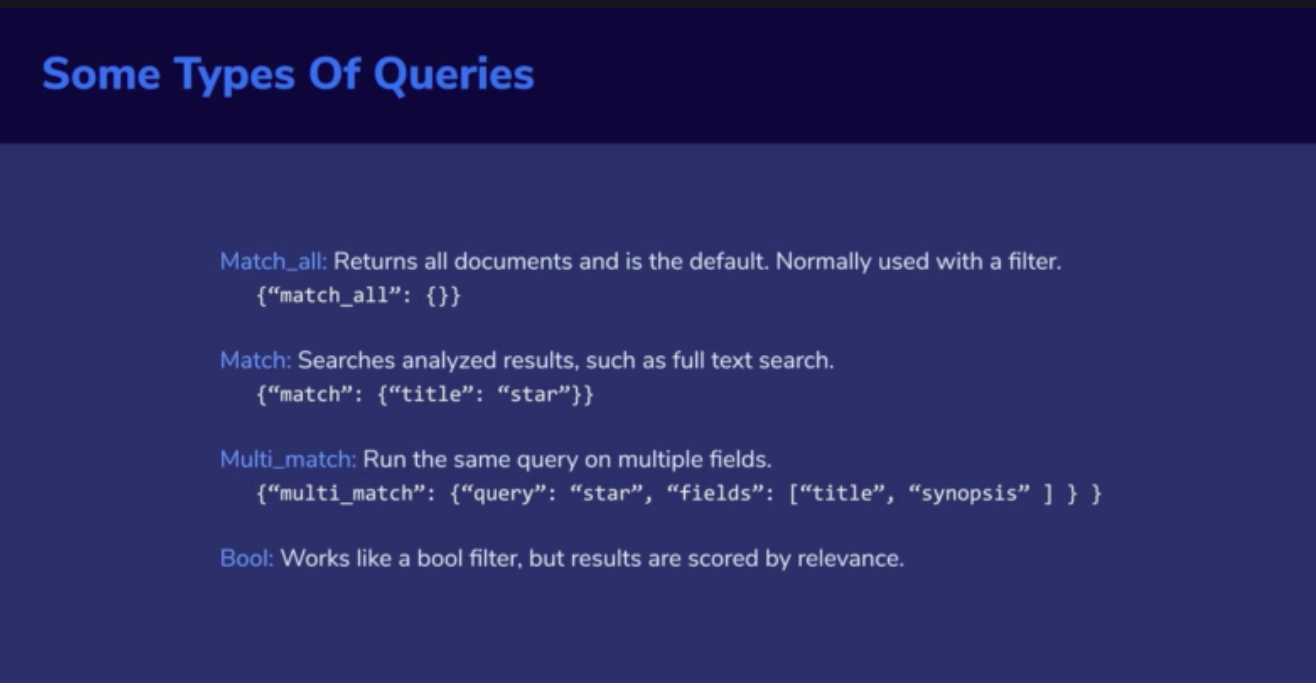 Some Types Of Queries
Match_all: Returns all documents and is the default. Normally used with a filter.
{“match_all”: {}}
Match: Searches analyzed results, such as full text search.
{“match”: {“title”: “star”}}
Multi_match: Run the same query on multiple fields.
{“multi_match”: {“query”: “star”, “fields”: [“title”, “synopsis” ] } }
Bool: Works like a bool filter, but results are scored by relevance.